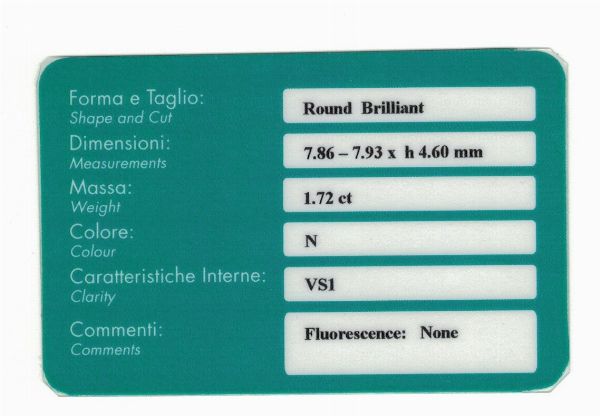 Forma e Taglio:
Shape and Cut
Round Brilliant
Dimensioni:
Measurements
7.86 – 7.93 x h 4.60 mm
Massa:
Weight
1.72 ct
Colore:
Colour
N
Caratteristiche Interne:
Clarity
VS1
Commenti:
Comments
Fluorescence: None